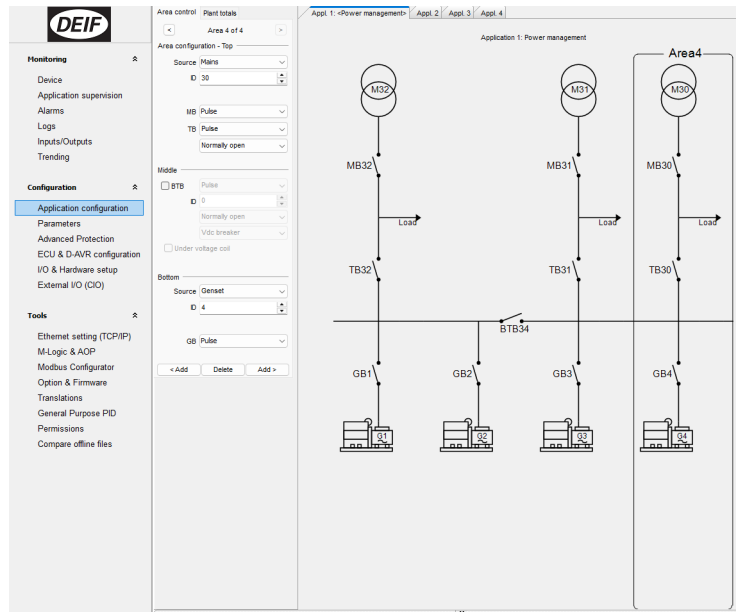 DEIF
Monitoring
Device
Application supervision
Alarms
Logs
Inputs/Outputs
Trending
Configuration
Application configuration
Parameters
Advanced Protection
ECU & D-AVR configuration
I/O & Hardware setup
External I/O (CIO)
Tools
Ethernet setting (TCP/IP)
M-Logic & AOP
Modbus Configurator
Option & Firmware
Translations
General Purpose PID
Permissions
Compare offline files
Area control Plant totals
< Area 4 of 4 >
Area configuration - Top
Source Mains
ID 30
MB Pulse
TB Pulse
Normally open
Middle
BTB Pulse
ID 0
Normally open
Vdc breaker
Under voltage coil
Bottom
Source Genset
ID 4
GB Pulse
< Add Delete Add >
Appl. 1: <Power management> Appl. 2 Appl. 3 Appl. 4
Application 1: Power management
Area4
M32 M31 M30
MB32 MB31 MB30
Load Load Load
TB32 TB31 TB30
BTB34
GB1 GB2 GB3 GB4
G1 G2 G3 G4